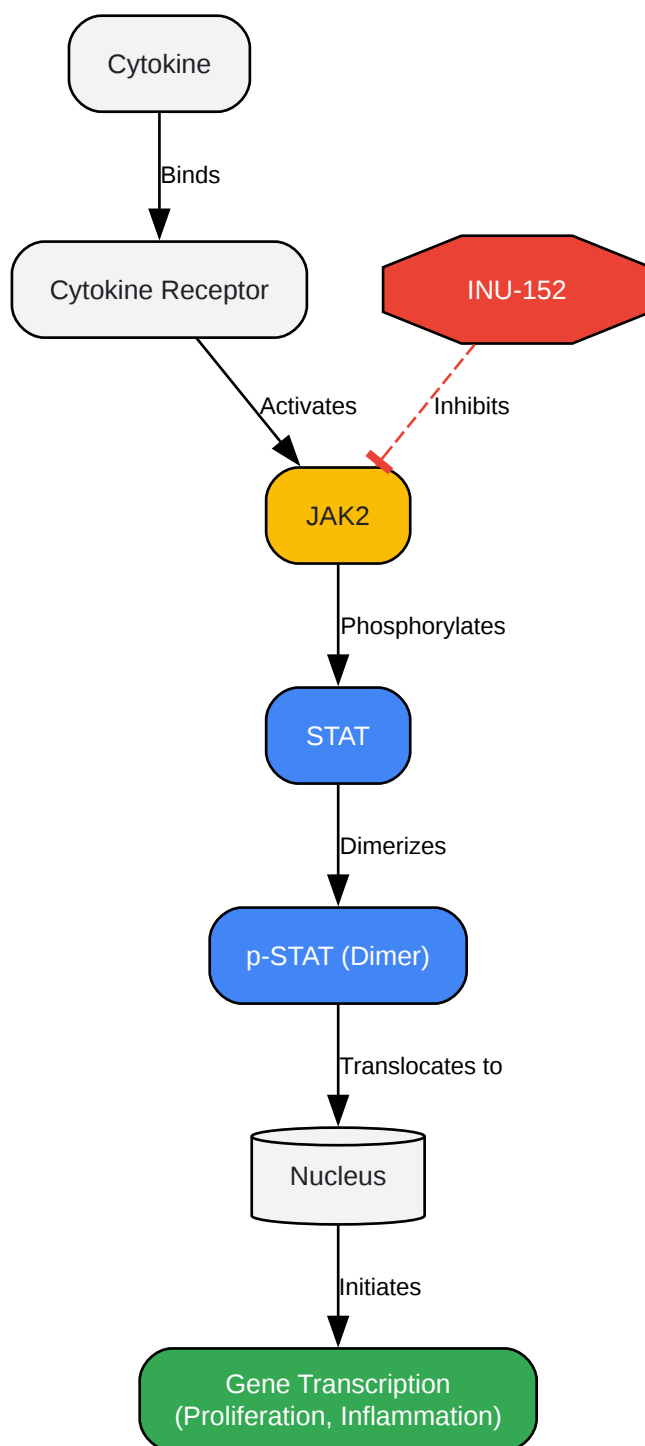 Cytokine
Binds
Cytokine Receptor
INU-152
Activates
Inhibits
JAK2
Phosphorylates
STAT
Dimerizes
p-STAT (Dimer)
Translocates to
Nucleus
Initiates
Gene Transcription
(Proliferation, Inflammation)